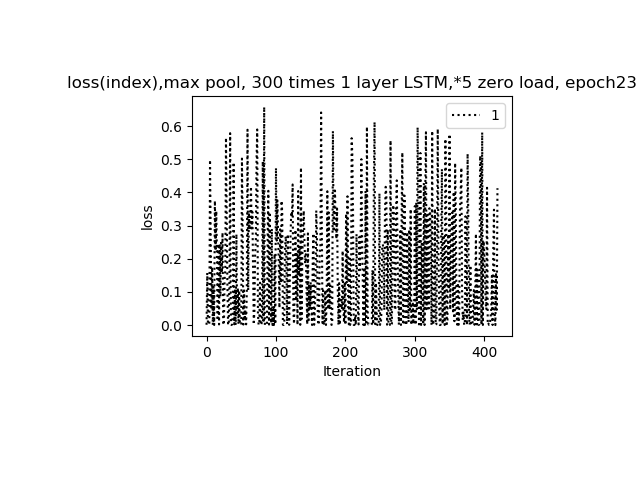 loss(index),max pool, 300 times 1 layer LSTM,*5 zero load, epoch23
1
0.6
0.5
0.4
0.3
0.2
0.1
0.0
loss
0 100 200 300 400
Iteration